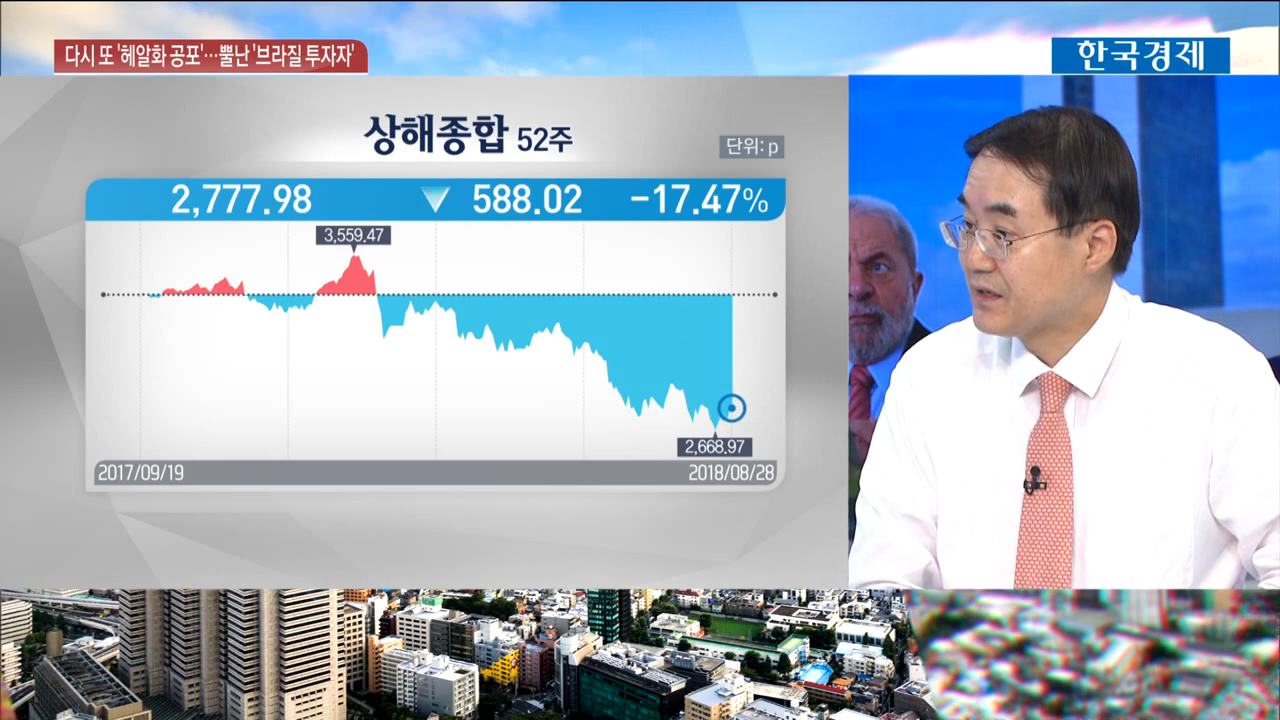 다시 또 '헤알화 공포'…뿔난 '브라질 투자자'
한국경제
상해종합 52주
단위: p
2,777.98 ▼ 588.02 -17.47%
3,559.47
2,668.97
2017/09/19 2018/08/28